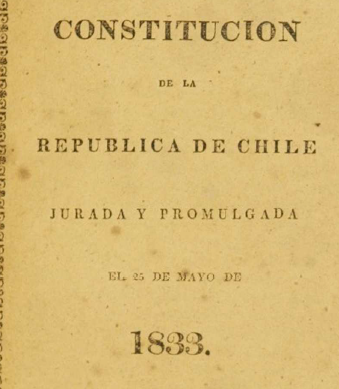 CONSTITUCION
DE LA
REPUBLICA DE CHILE
JURADA Y PROMULGADA
EL 25 DE MAYO DE
1833.